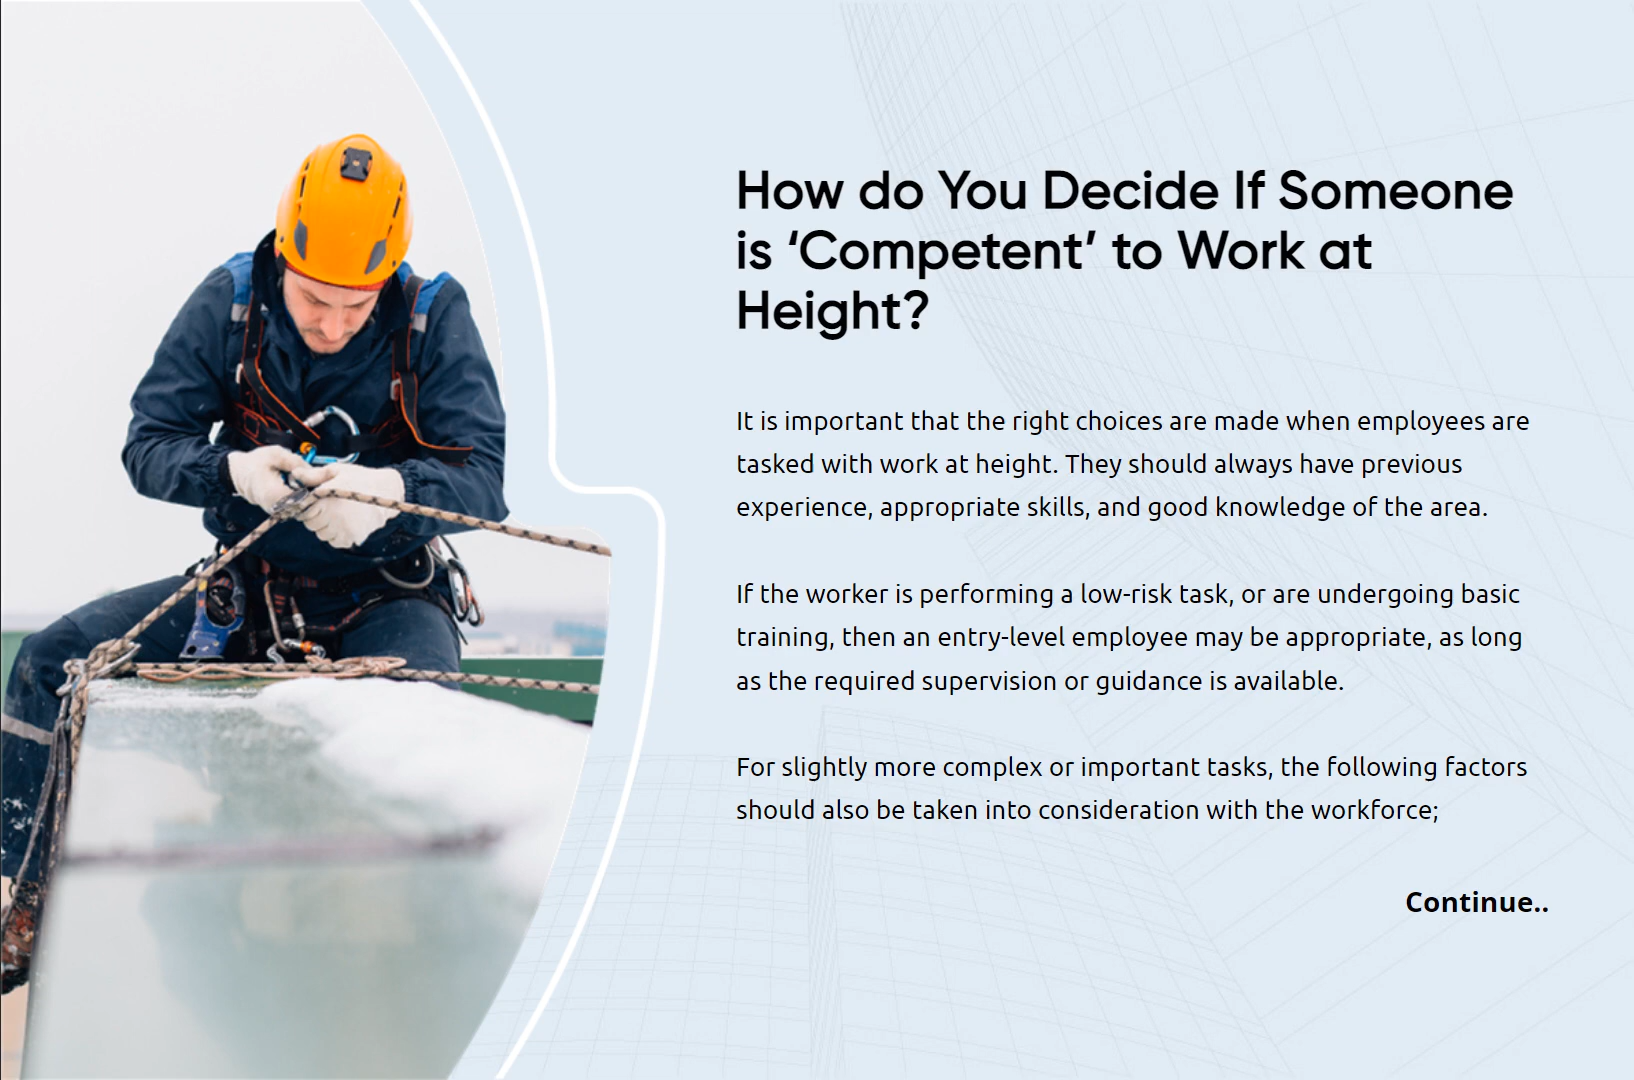 How do You Decide If Someone
is ‘Competent’ to Work at
Height?
It is important that the right choices are made when employees are
tasked with work at height. They should always have previous
experience, appropriate skills, and good knowledge of the area.
If the worker is performing a low-risk task, or are undergoing basic
training, then an entry-level employee may be appropriate, as long
as the required supervision or guidance is available.
For slightly more complex or important tasks, the following factors
should also be taken into consideration with the workforce;
Continue..